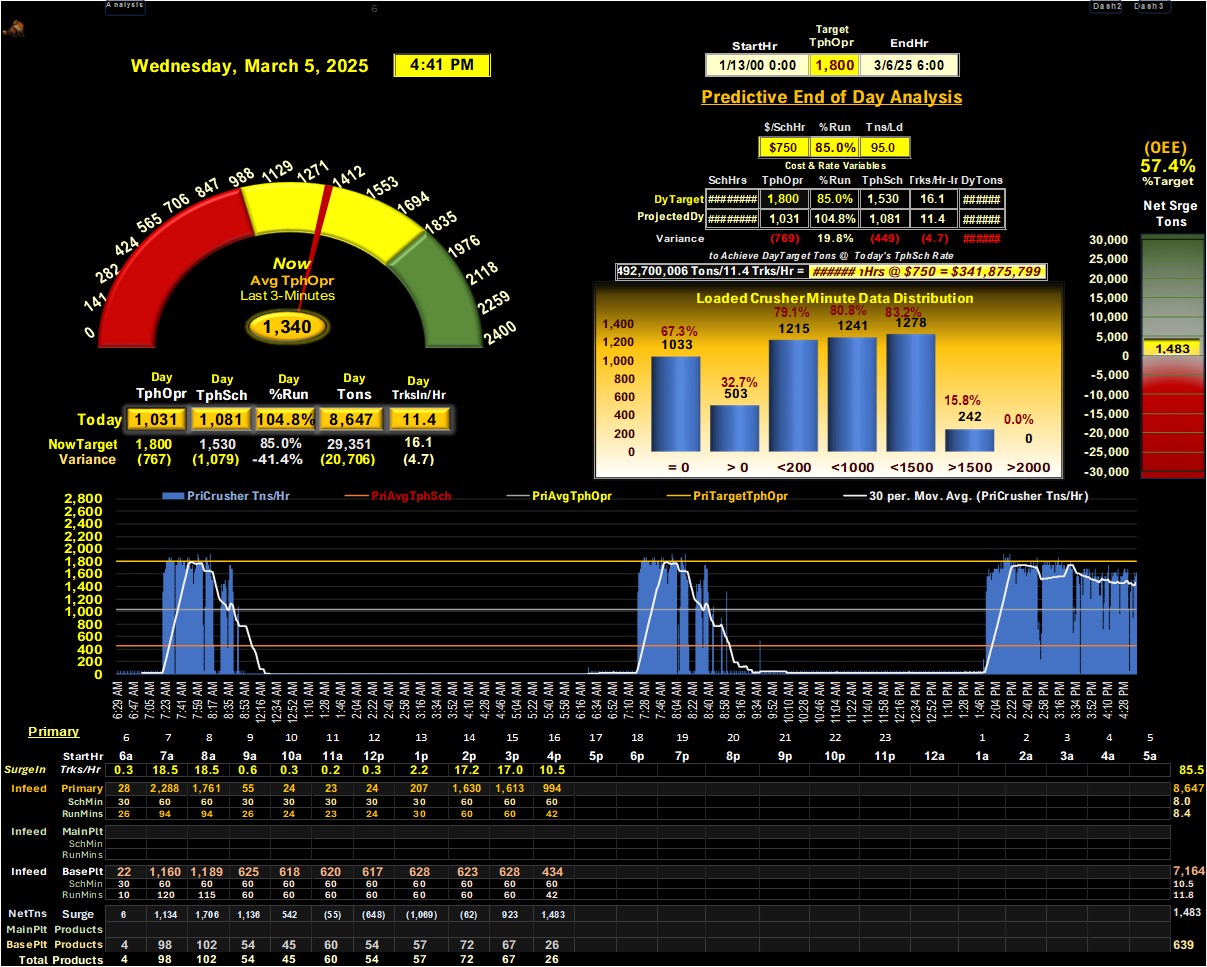 Analysis
6
Dash2 Dash3
Wednesday, March 5, 2025
4:41 PM
StartHr Target TphOpr EndHr
1/13/00 0:00 1,800 3/6/25 6:00
Predictive End of Day Analysis
$/SchHr %Run Tns/Ld
$750 85.0% 95.0
Cost & Rate Variables
SchHrs TphOpr %Run TphSch Trks/Hr-Ir DyTons
DyTarget ######## 1,800 85.0% 1,530 16.1 ######
ProjectedDy ######## 1,031 104.8% 1,081 11.4 ######
Variance (769) 19.8% (449) (4.7) ######
to Achieve DayTarget Tons @ Today's TphSch Rate
492,700,006 Tons/11.4 Trks/Hr = ###### ıHrs @ $750 = $341,875,799
(OEE)
57.4%
%Target
Net Srge
Tons
30,000
25,000
20,000
15,000
10,000
5,000
1,483
0
-5,000
-10,000
-15,000
-20,000
-25,000
-30,000
0 141 282 424 565 706 847 988 1129 1271 1412 1553 1694 1835 1976 2118 2259 2400
Now
Avg TphOpr
Last 3-Minutes
1,340
Loaded Crusher Minute Data Distribution
1,400
1,200
1,000
800
600
400
200
0
67.3% 32.7% 79.1% 80.8% 83.2% 15.8% 0.0%
1033 503 1215 1241 1278 242 0
= 0 > 0 <200 <1000 <1500 >1500 >2000
Day Day Day Day Day
TphOpr TphSch %Run Tons TrksIn/Hr
Today 1,031 1,081 104.8% 8,647 11.4
NowTarget 1,800 1,530 85.0% 29,351 16.1
Variance (767) (1,079) -41.4% (20,706) (4.7)
PriCrusher Tns/Hr PriAvgTphSch PriAvgTphOpr PriTargetTphOpr 30 per. Mov. Avg. (PriCrusher Tns/Hr)
2,800
2,600
2,400
2,200
2,000
1,800
1,600
1,400
1,200
1,000
800
600
400
200
0
6:29 AM 6:47 AM 7:05 AM 7:23 AM 7:41 AM 7:59 AM 8:17 AM 8:35 AM 8:53 AM 12:16 AM 12:34 AM 12:52 AM 1:10 AM 1:28 AM 1:46 AM 2:04 AM 2:22 AM 2:40 AM 2:58 AM 3:16 AM 3:34 AM 3:52 AM 4:10 AM 4:28 AM 4:46 AM 5:04 AM 5:22 AM 5:40 AM 5:58 AM 6:16 AM 6:34 AM 6:52 AM 7:10 AM 7:28 AM 7:46 AM 8:04 AM 8:22 AM 8:40 AM 8:58 AM 9:16 AM 9:34 AM 9:52 AM 10:10 AM 10:28 AM 10:46 AM 11:04 AM 11:22 AM 11:40 AM 11:58 AM 12:16 PM 12:34 PM 12:52 PM 1:10 PM 1:28 PM 1:46 PM 2:04 PM 2:22 PM 2:40 PM 2:58 PM 3:16 PM 3:34 PM 3:52 PM 4:10 PM 4:28 PM
Primary
6 7 8 9 10 11 12 13 14 15 16 17 18 19 20 21 22 23 1 2 3 4 5
StartHr 6a 7a 8a 9a 10a 11a 12p 1p 2p 3p 4p 5p 6p 7p 8p 9p 10p 11p 12a 1a 2a 3a 4a 5a
SurgeIn Trks/Hr 0.3 18.5 18.5 0.6 0.3 0.2 0.3 2.2 17.2 17.0 10.5 85.5
Infeed Primary 28 2,288 1,761 55 24 23 24 207 1,630 1,613 994 8,647
SchMin 30 60 60 30 30 30 30 30 60 60 60 8.0
RunMins 26 94 94 26 24 23 24 30 60 60 42 8.4
Infeed MainPlt
SchMin
RunMins
Infeed BasePlt 22 1,160 1,189 625 618 620 617 628 623 628 434 7,164
SchMin 30 60 60 60 60 60 60 60 60 60 60 10.5
RunMins 10 120 115 60 60 60 60 60 60 60 42 11.8
NetTns Surge 6 1,134 1,706 1,136 542 (55) (648) (1,069) (62) 923 1,483 1,483
MainPlt Products
BasePlt Products 4 98 102 54 45 60 54 57 72 67 26 639
Total Products 4 98 102 54 45 60 54 57 72 67 26